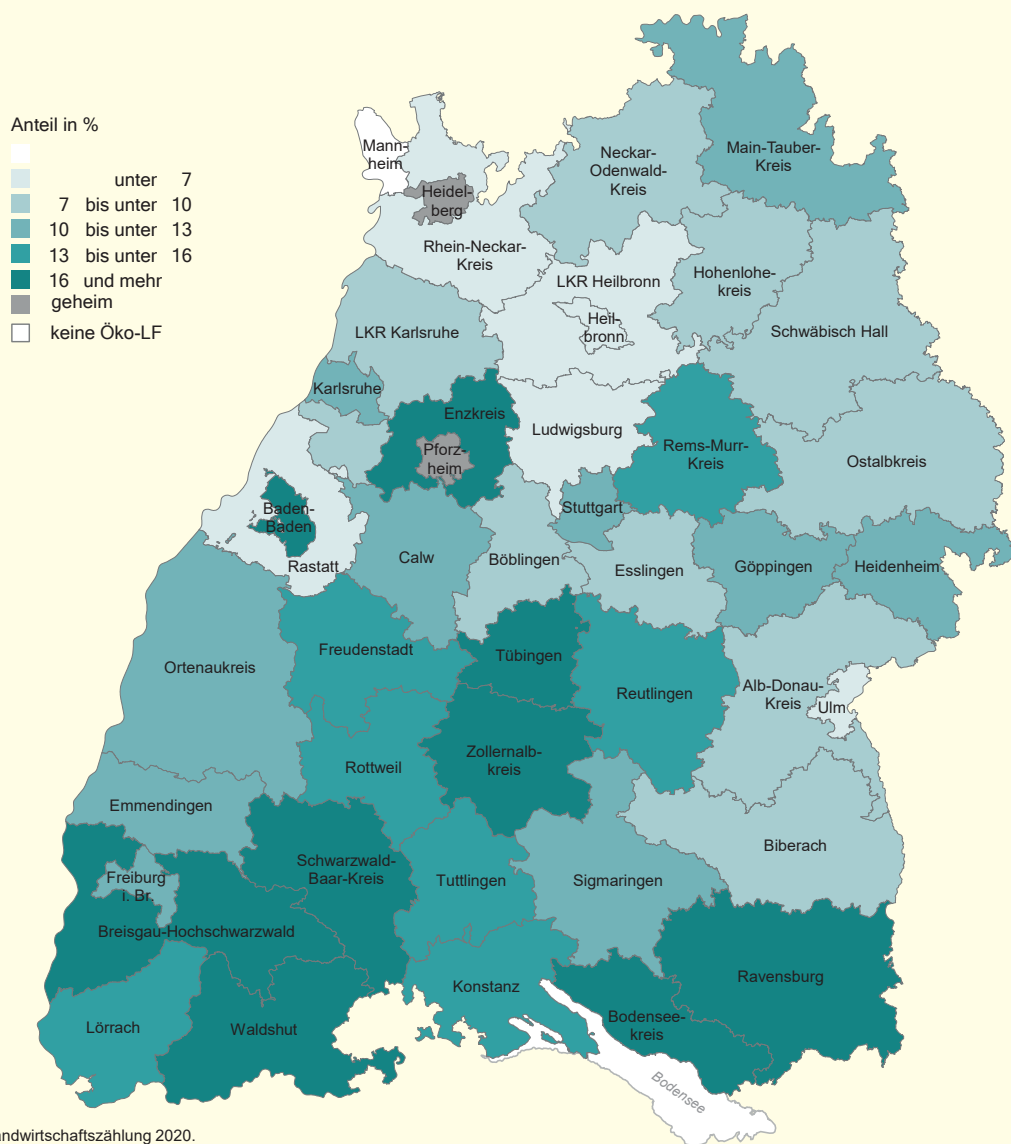 Anteil in %
unter 7
7 bis unter 10
10 bis unter 13
13 bis unter 16
16 und mehr
geheim
keine Öko-LF
Mann-
heim
Heidel-
berg
Rhein-Neckar-
Kreis
Neckar-
Odenwald-
Kreis
Main-Tauber-
Kreis
LKR Heilbronn
Heil-
bronn
Hohenlohe-
kreis
Schwäbisch Hall
LKR Karlsruhe
Karlsruhe
Enzkreis
Pforz-
heim
Ludwigsburg
Rems-Murr-
Kreis
Ostalbkreis
Baden-
Baden
Rastatt
Calw
Böblingen
Stuttgart
Esslingen
Göppingen
Heidenheim
Ortenaukreis
Freudenstadt
Tübingen
Reutlingen
Alb-Donau-
Kreis
Ulm
Rottweil
Zollernalb-
kreis
Emmendingen
Biberach
Schwarzwald-
Baar-Kreis
Freiburg
i. Br.
Tuttlingen
Sigmaringen
Breisgau-Hochschwarzwald
Ravensburg
Konstanz
Lörrach
Waldshut
Bodensee-
kreis
Bodensee
andwirtschaftszählung 2020.